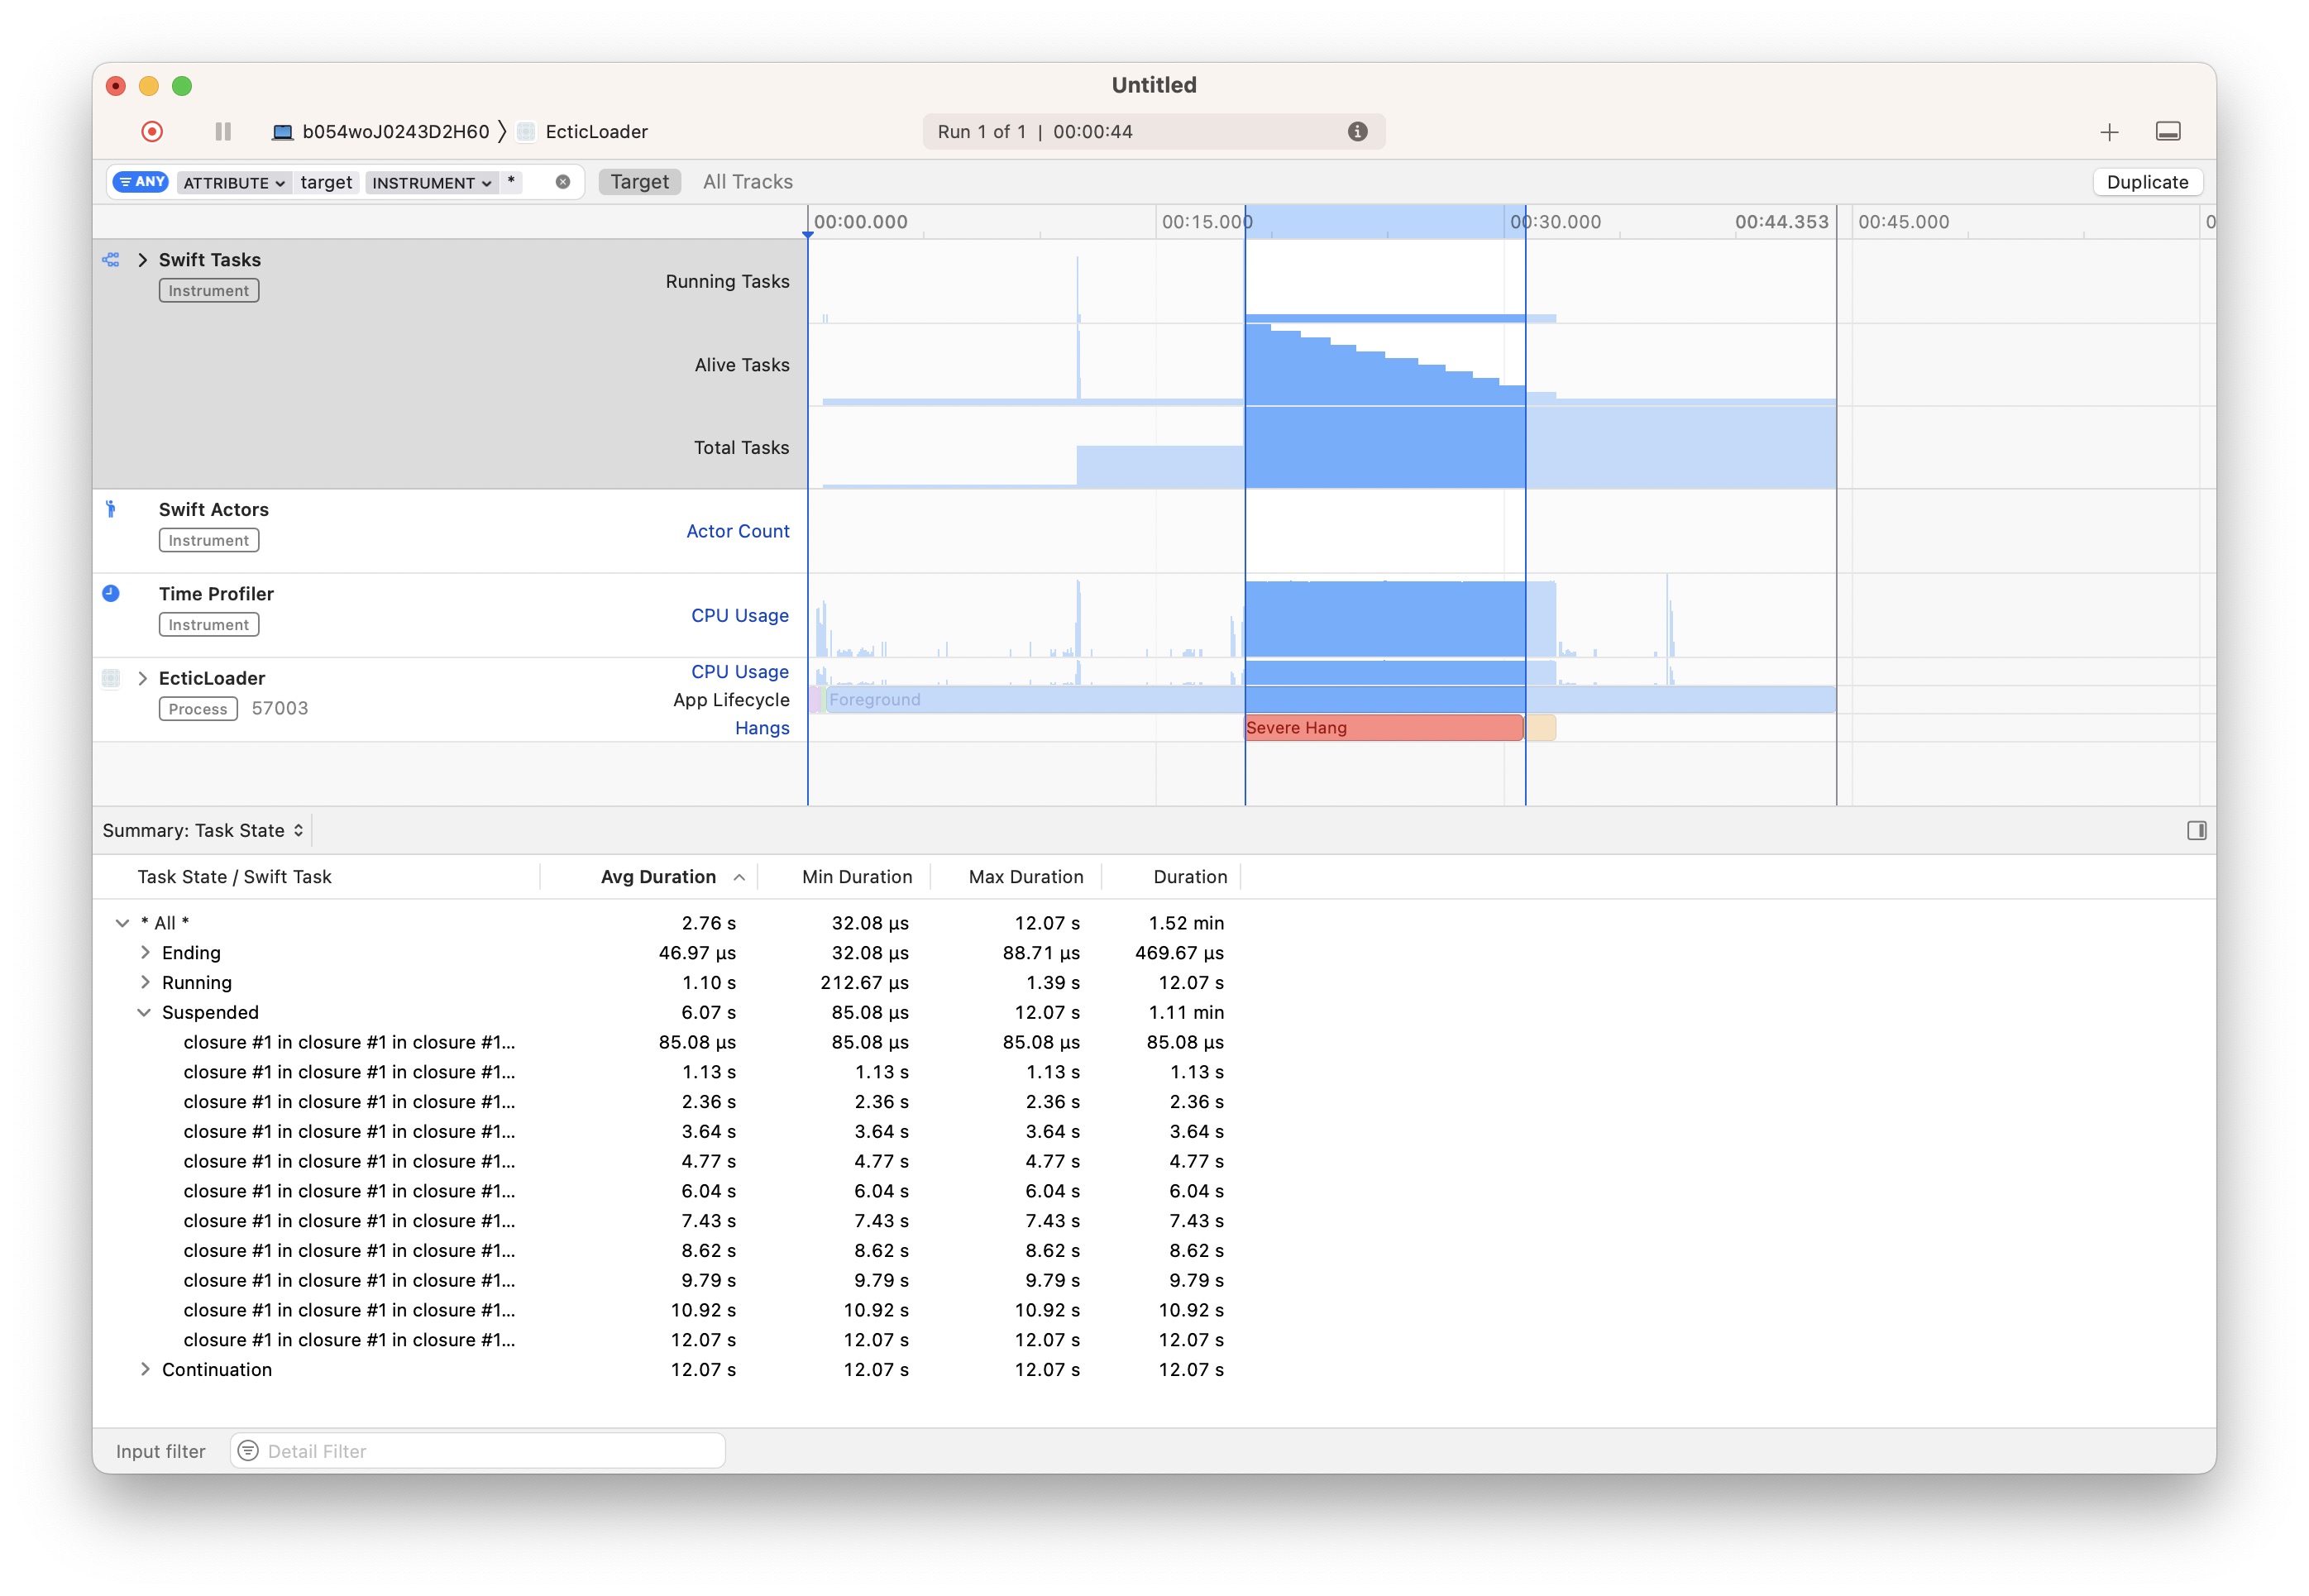 Untitled
b054woJ0243D2H60 〉 EcticLoader
Run 1 of 1 | 00:00:44
ANY ATTRIBUTE target INSTRUMENT *
Target All Tracks
Duplicate
00:00.000 00:15.000 00:30.000 00:44.353 00:45.000 0
Swift Tasks
Instrument
Running Tasks
Alive Tasks
Total Tasks
Swift Actors
Instrument
Actor Count
Time Profiler
Instrument
CPU Usage
EcticLoader
Process 57003
CPU Usage
App Lifecycle
Foreground
Hangs
Severe Hang
Summary: Task State
Task State / Swift Task Avg Duration Min Duration Max Duration Duration
* All * 2.76 s 32.08 µs 12.07 s 1.52 min
Ending 46.97 µs 32.08 µs 88.71 µs 469.67 µs
Running 1.10 s 212.67 µs 1.39 s 12.07 s
Suspended 6.07 s 85.08 µs 12.07 s 1.11 min
closure #1 in closure #1 in closure #1... 85.08 µs 85.08 µs 85.08 µs 85.08 µs
closure #1 in closure #1 in closure #1... 1.13 s 1.13 s 1.13 s 1.13 s
closure #1 in closure #1 in closure #1... 2.36 s 2.36 s 2.36 s 2.36 s
closure #1 in closure #1 in closure #1... 3.64 s 3.64 s 3.64 s 3.64 s
closure #1 in closure #1 in closure #1... 4.77 s 4.77 s 4.77 s 4.77 s
closure #1 in closure #1 in closure #1... 6.04 s 6.04 s 6.04 s 6.04 s
closure #1 in closure #1 in closure #1... 7.43 s 7.43 s 7.43 s 7.43 s
closure #1 in closure #1 in closure #1... 8.62 s 8.62 s 8.62 s 8.62 s
closure #1 in closure #1 in closure #1... 9.79 s 9.79 s 9.79 s 9.79 s
closure #1 in closure #1 in closure #1... 10.92 s 10.92 s 10.92 s 10.92 s
closure #1 in closure #1 in closure #1... 12.07 s 12.07 s 12.07 s 12.07 s
Continuation 12.07 s 12.07 s 12.07 s 12.07 s
Input filter Detail Filter